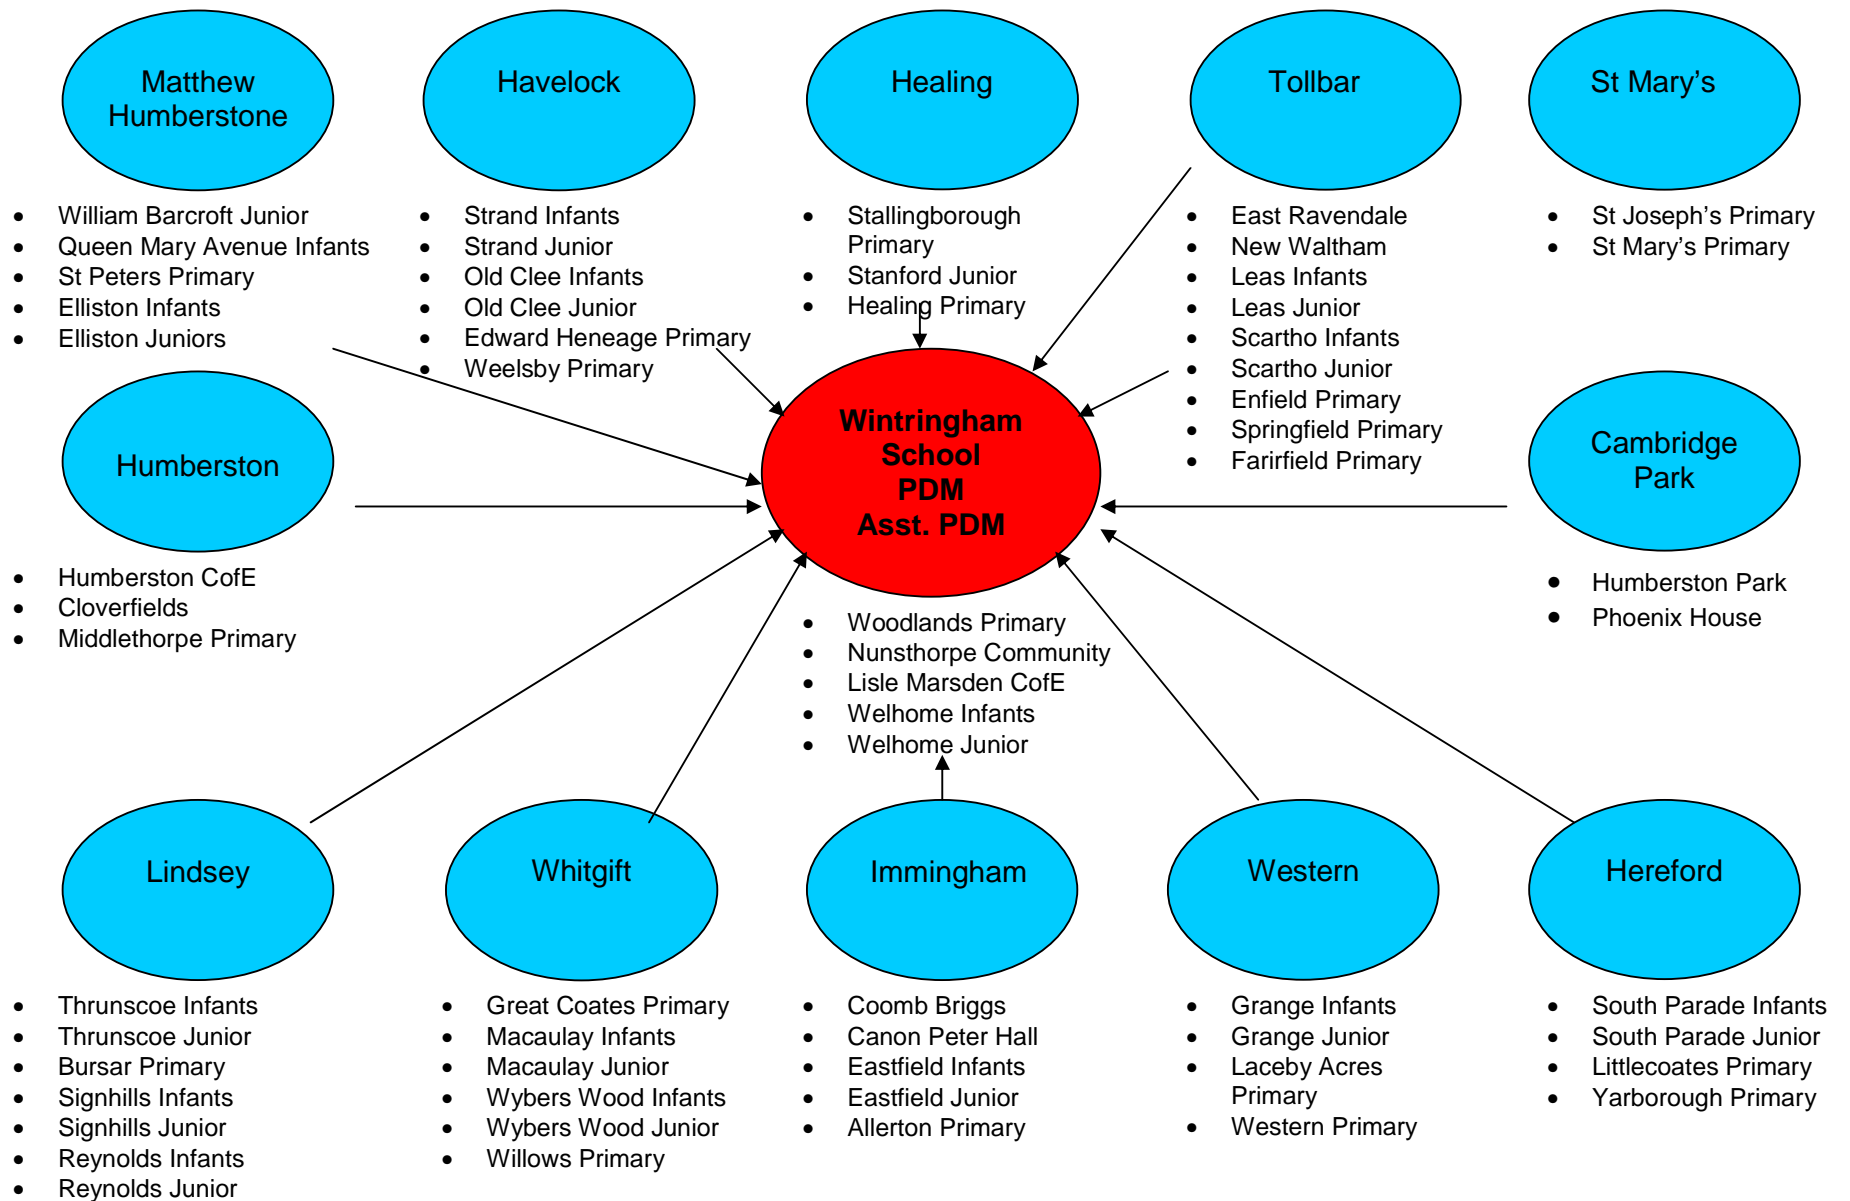 Matthew
Humberstone
William Barcroft Junior
Queen Mary Avenue Infants
St Peters Primary
Elliston Infants
Elliston Juniors
Havelock
Strand Infants
Strand Junior
Old Clee Infants
Old Clee Junior
Edward Heneage Primary
Weelsby Primary
Healing
Stallingborough
Primary
Stanford Junior
Healing Primary
Tollbar
East Ravendale
New Waltham
Leas Infants
Leas Junior
Scartho Infants
Scartho Junior
Enfield Primary
Springfield Primary
Farirfield Primary
St Mary’s
St Joseph’s Primary
St Mary’s Primary
Humberston
Humberston CofE
Cloverfields
Middlethorpe Primary
Wintringham
School
PDM
Asst. PDM
Woodlands Primary
Nunsthorpe Community
Lisle Marsden CofE
Welhome Infants
Welhome Junior
Cambridge
Park
Humberston Park
Phoenix House
Lindsey
Thrunscoe Infants
Thrunscoe Junior
Bursar Primary
Signhills Infants
Signhills Junior
Reynolds Infants
Reynolds Junior
Whitgift
Great Coates Primary
Macaulay Infants
Macaulay Junior
Wybers Wood Infants
Wybers Wood Junior
Willows Primary
Immingham
Coomb Briggs
Canon Peter Hall
Eastfield Infants
Eastfield Junior
Allerton Primary
Western
Grange Infants
Grange Junior
Laceby Acres
Primary
Western Primary
Hereford
South Parade Infants
South Parade Junior
Littlecoates Primary
Yarborough Primary